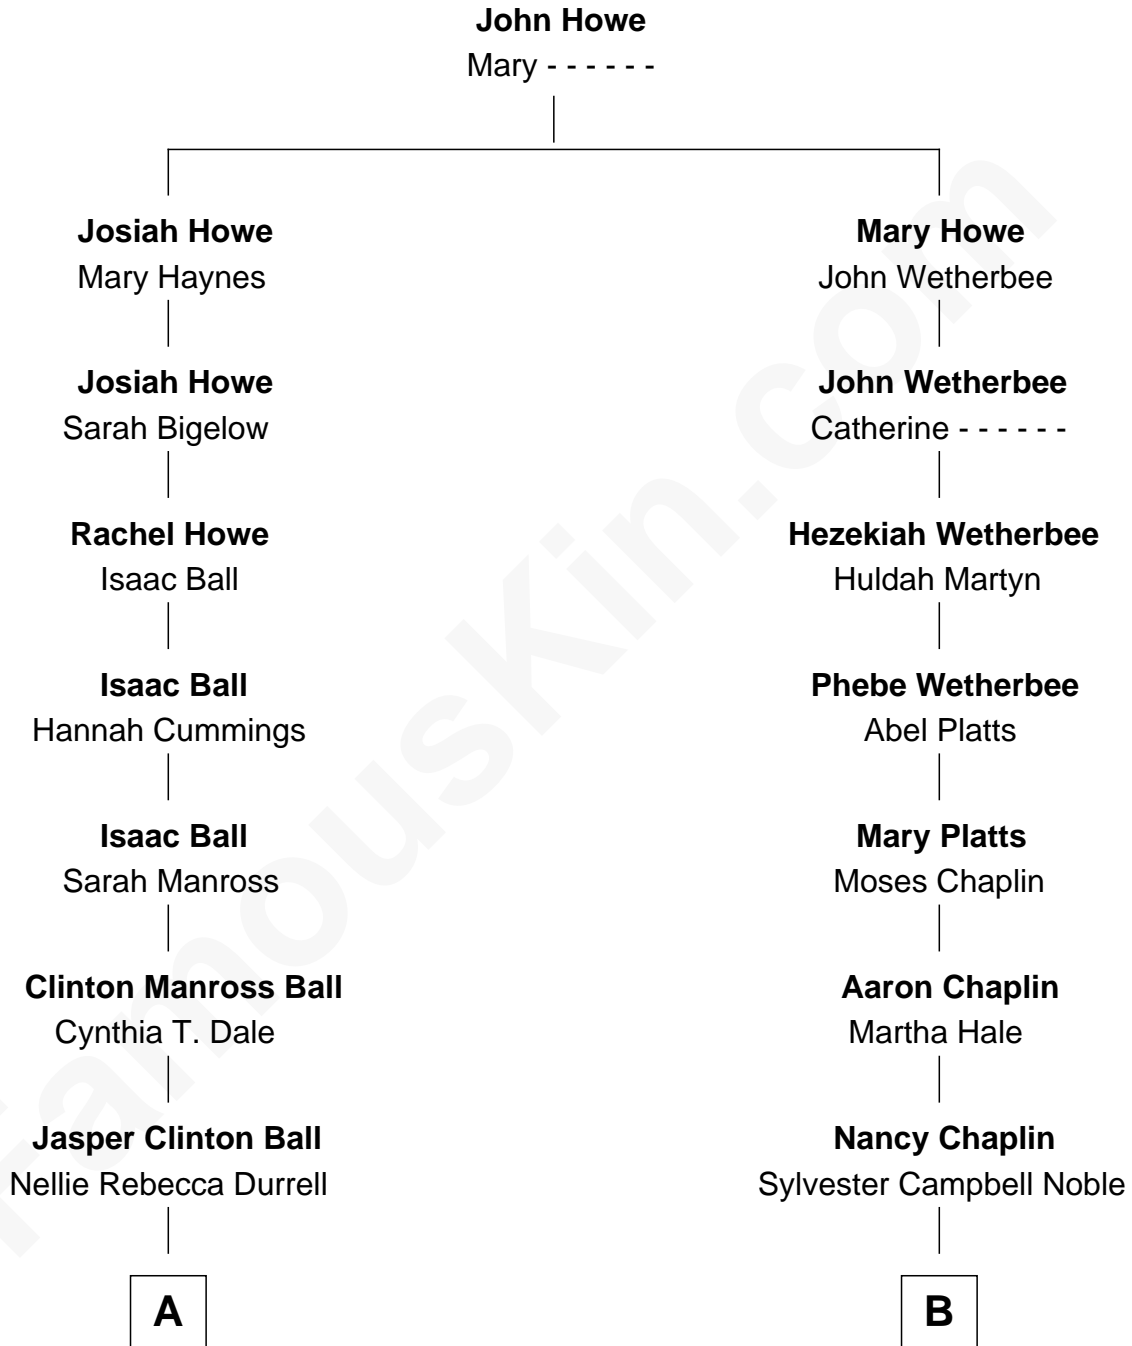 John Howe
Mary - - - - - -
Josiah Howe
Mary Haynes
Mary Howe
John Wetherbee
Josiah Howe
Sarah Bigelow
John Wetherbee
Catherine - - - - - -
Rachel Howe
Isaac Ball
Hezekiah Wetherbee
Huldah Martyn
Isaac Ball
Hannah Cummings
Phebe Wetherbee
Abel Platts
Isaac Ball
Sarah Manross
Mary Platts
Moses Chaplin
Clinton Manross Ball
Cynthia T. Dale
Aaron Chaplin
Martha Hale
Jasper Clinton Ball
Nellie Rebecca Durrell
Nancy Chaplin
Sylvester Campbell Noble
A
B
FamousKin.com